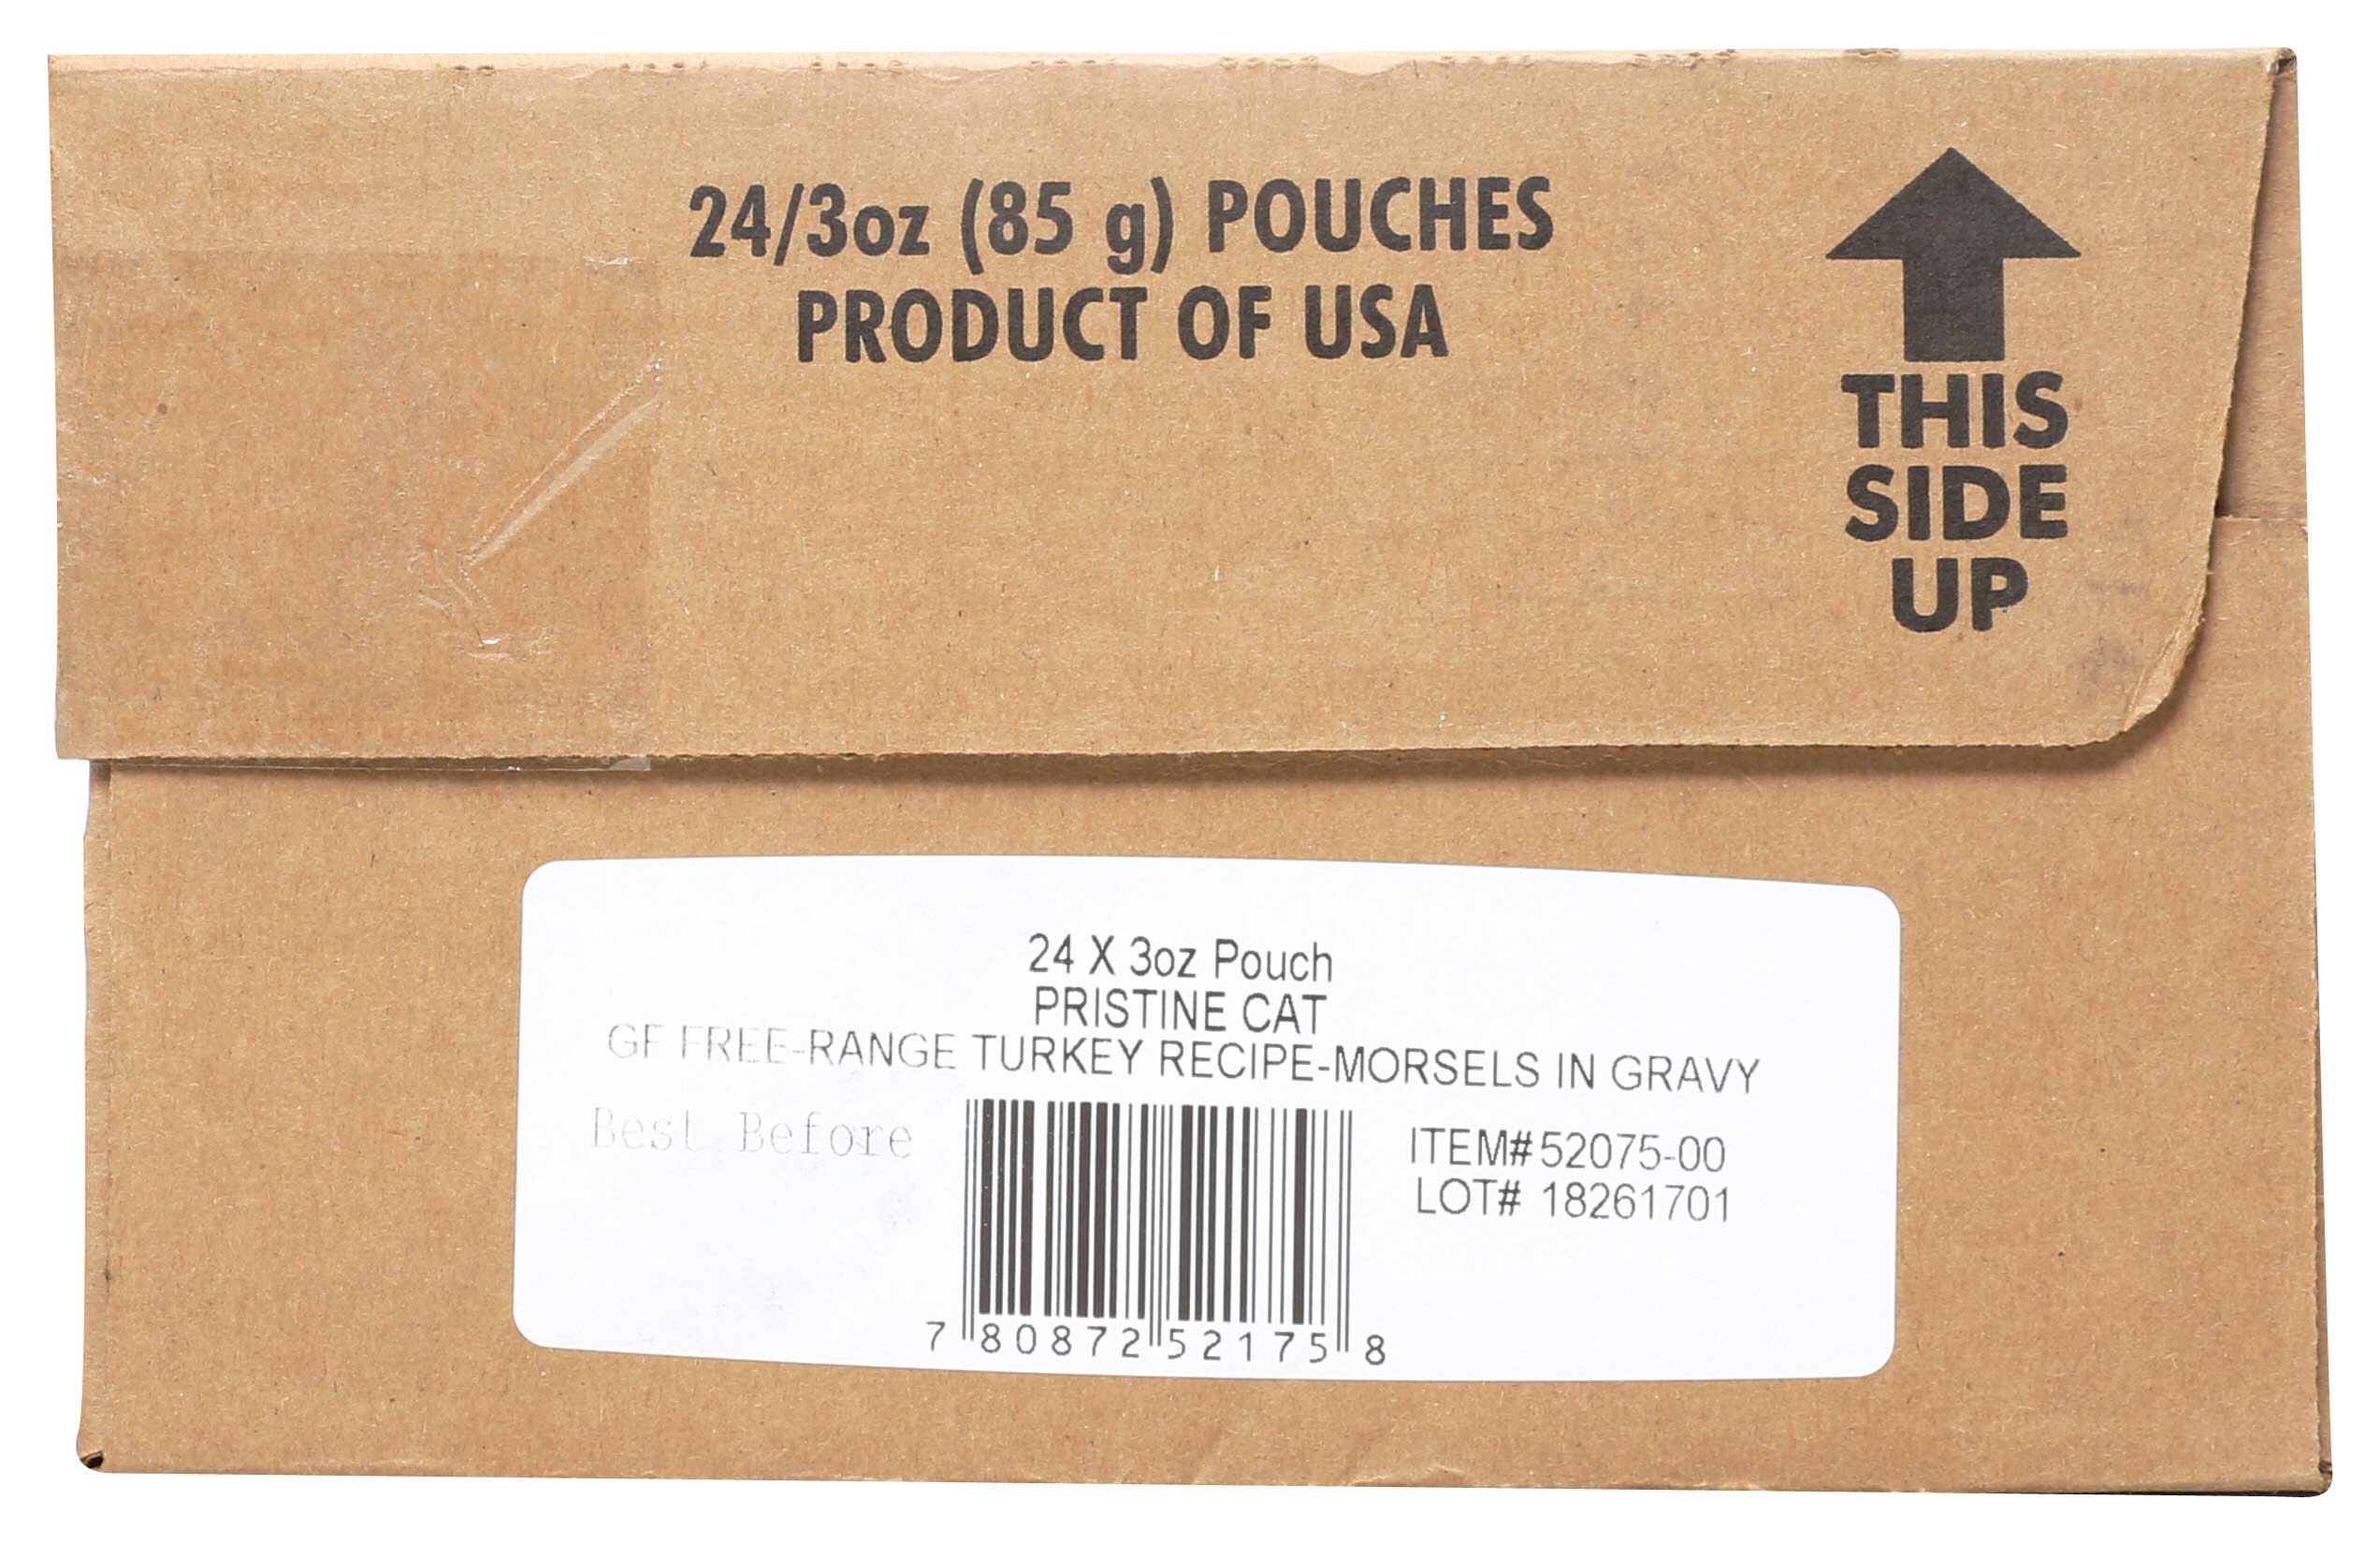 24/3oz (85 g) POUCHES
PRODUCT OF USA
THIS
SIDE
UP
24 X 3oz Pouch
PRISTINE CAT
GF FREE-RANGE TURKEY RECIPE-MORSELS IN GRAVY
Best Before
ITEM#52075-00
LOT# 18261701
7 80872 52175 8